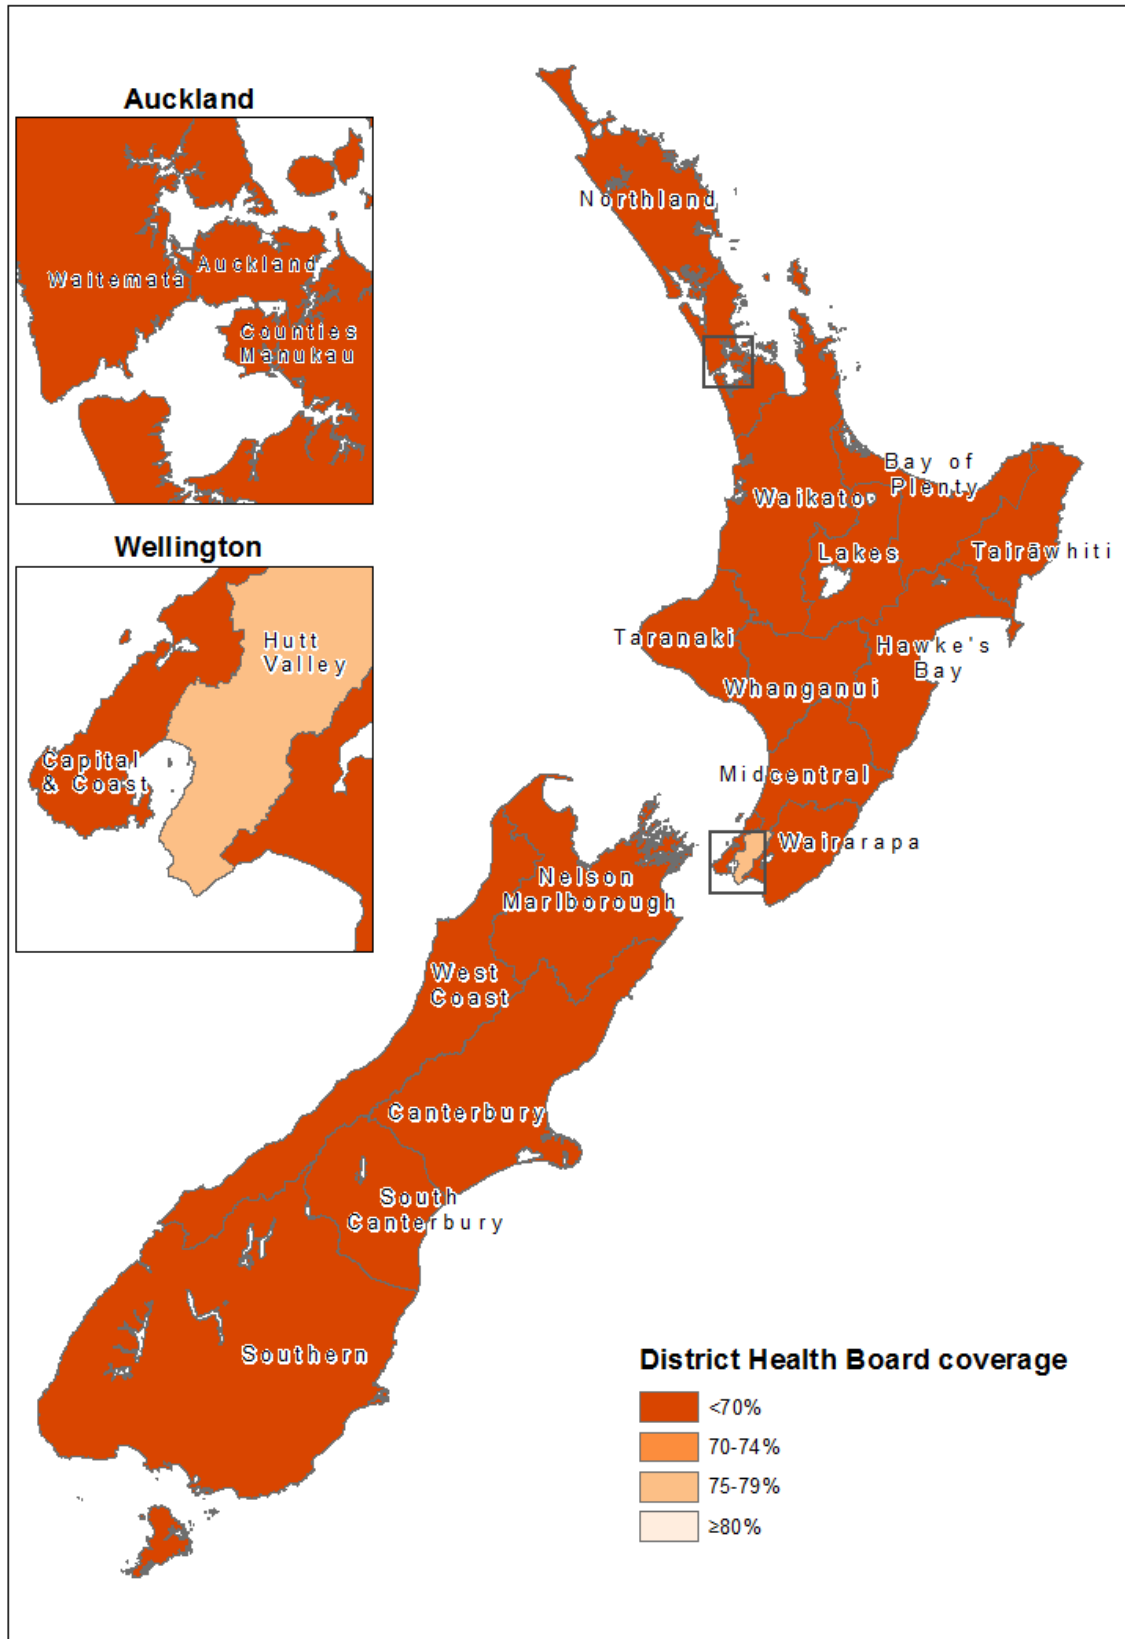 Auckland
Waitemata
Auckland
Counties
Manukau
Wellington
Hutt
Valley
Capital
& Coast
Northland
Bay of
Plenty
Waikato
Lakes
Tairāwhiti
Taranaki
Hawke's
Bay
Whanganui
Midcentral
Wairarapa
Nelson
Marlborough
West
Coast
Canterbury
South
Canterbury
Southern
District Health Board coverage
<70%
70-74%
75-79%
≥80%